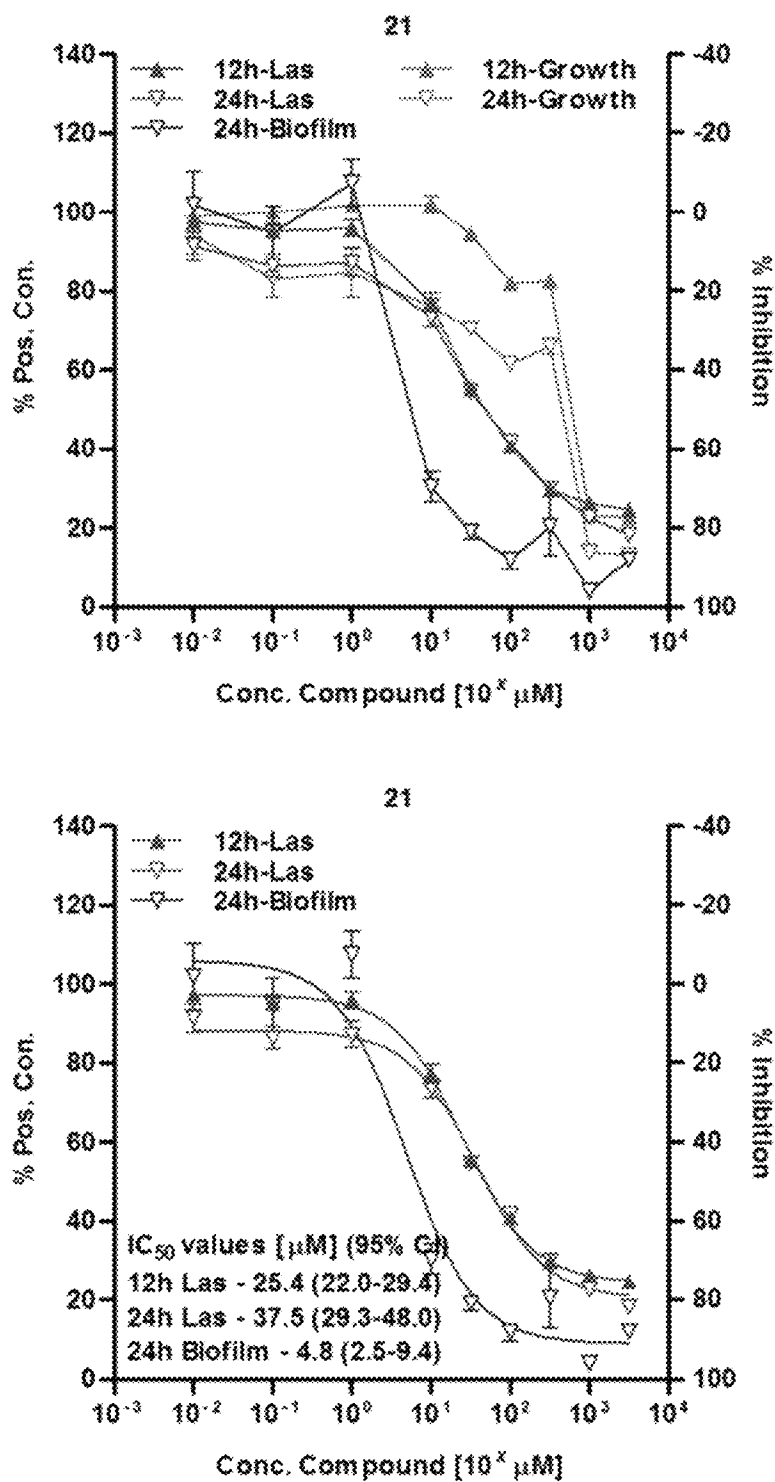 21
12h-Las
12h-Growth
24h-Las
24h-Growth
24h-Biofilm
140
120
100
80
60
40
20
0
% Pos. Con.
-40
-20
0
20
40
60
80
100
% Inhibition
10⁻³ 10⁻² 10⁻¹ 10⁰ 10¹ 10² 10³ 10⁴
Conc. Compound [10ˣ µM]
21
12h-Las
24h-Las
24h-Biofilm
140
120
100
80
60
40
20
0
% Pos. Con.
-40
-20
0
20
40
60
80
100
% Inhibition
IC₅₀ values [µM] (95% CI)
12h Las - 25.4 (22.0-29.4)
24h Las - 37.5 (29.3-48.0)
24h Biofilm - 4.8 (2.5-9.4)
10⁻³ 10⁻² 10⁻¹ 10⁰ 10¹ 10² 10³ 10⁴
Conc. Compound [10ˣ µM]